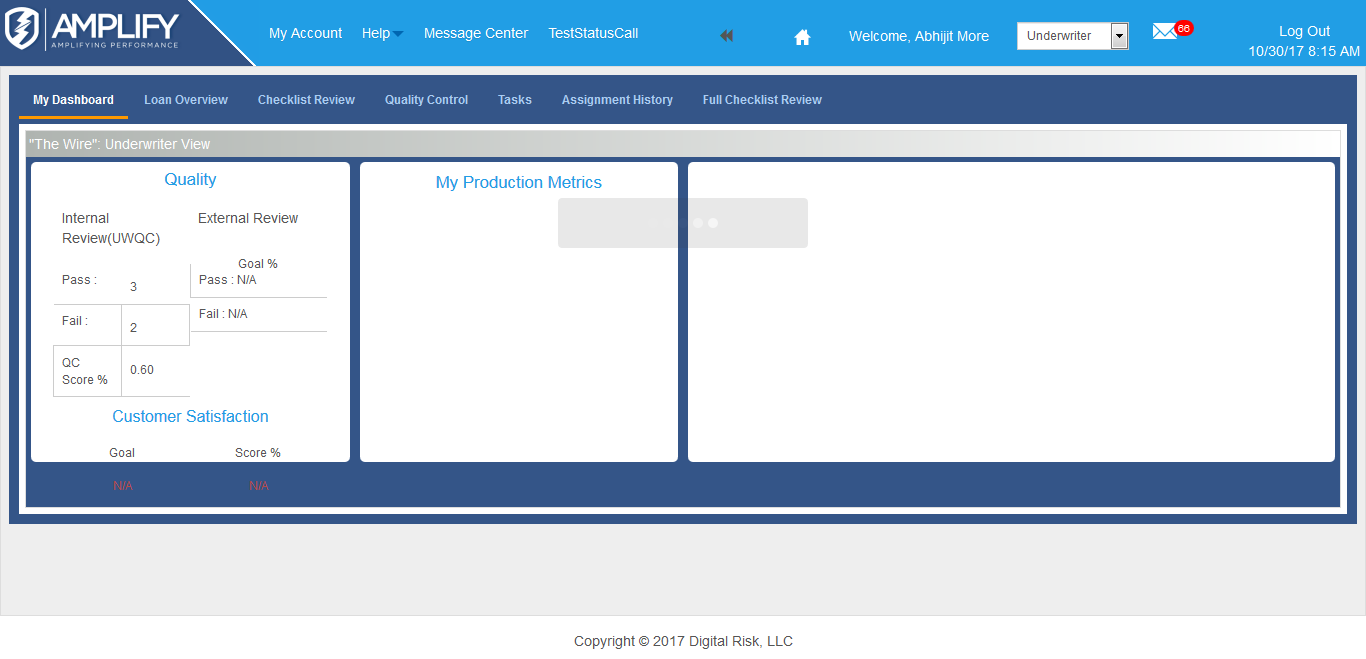 AMPLIFY
AMPLIFYING PERFORMANCE
My Account
Help
Message Center
TestStatusCall
Welcome, Abhijit More
Underwriter
66
Log Out
10/30/17 8:15 AM
My Dashboard
Loan Overview
Checklist Review
Quality Control
Tasks
Assignment History
Full Checklist Review
"The Wire": Underwriter View
Quality
Internal
Review(UWQC)
External Review
Pass :
3
Fail :
2
QC
Score %
0.60
Goal %
Pass : N/A
Fail : N/A
Customer Satisfaction
Goal
Score %
N/A
N/A
My Production Metrics
Copyright © 2017 Digital Risk, LLC